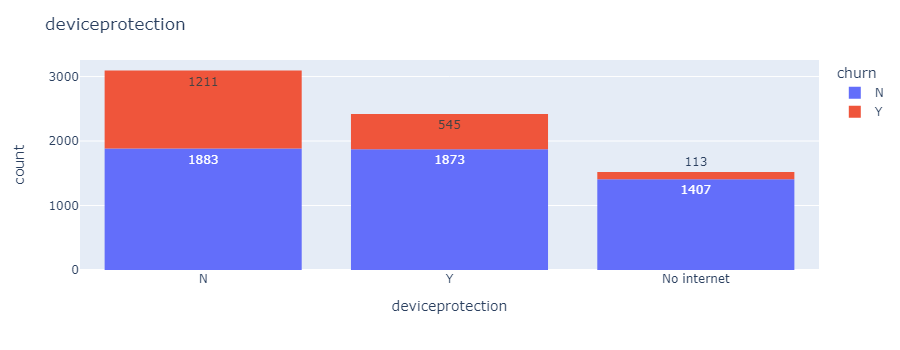 deviceprotection
3000
2000
1000
0
count
1211
1883
545
1873
113
1407
N
Y
No internet
deviceprotection
churn
N
Y